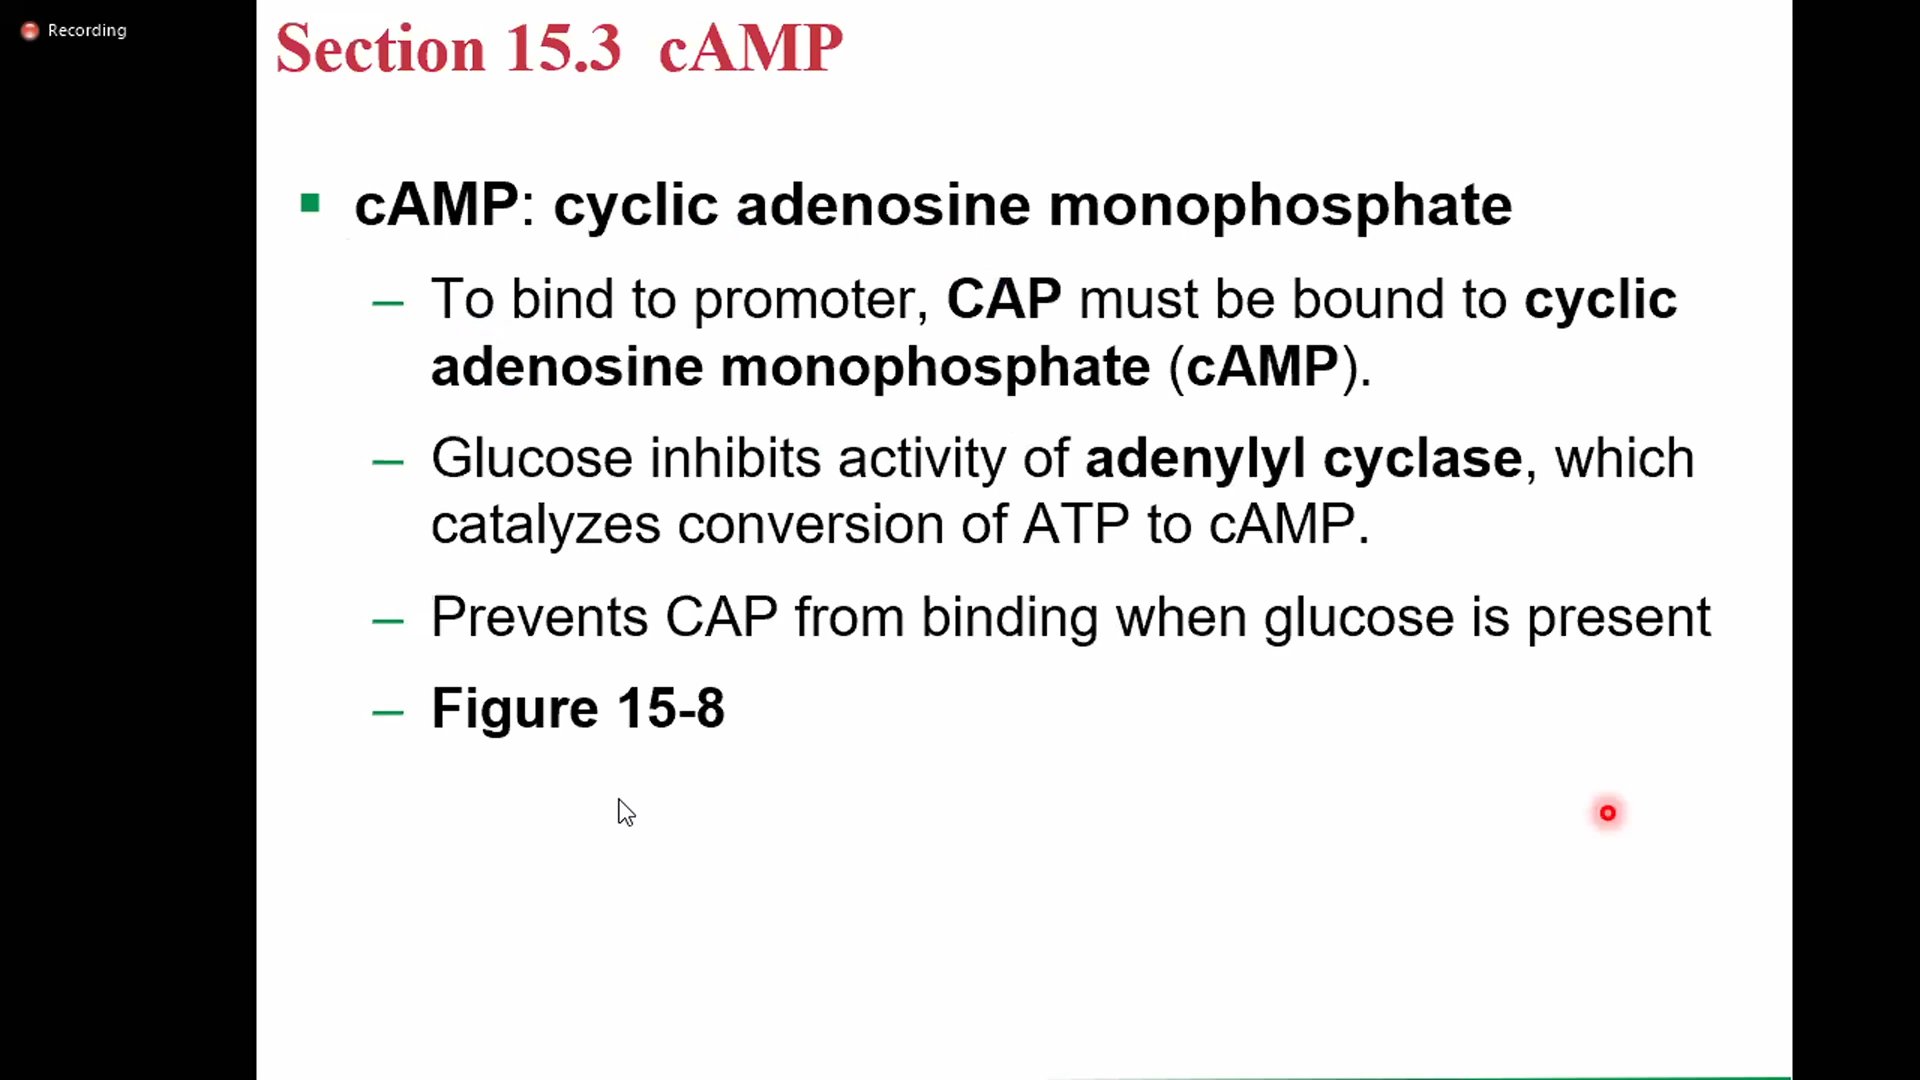 Recording
Section 15.3 cAMP
▪ cAMP: cyclic adenosine monophosphate
– To bind to promoter, CAP must be bound to cyclic
adenosine monophosphate (cAMP).
– Glucose inhibits activity of adenylyl cyclase, which
catalyzes conversion of ATP to cAMP.
– Prevents CAP from binding when glucose is present
– Figure 15-8